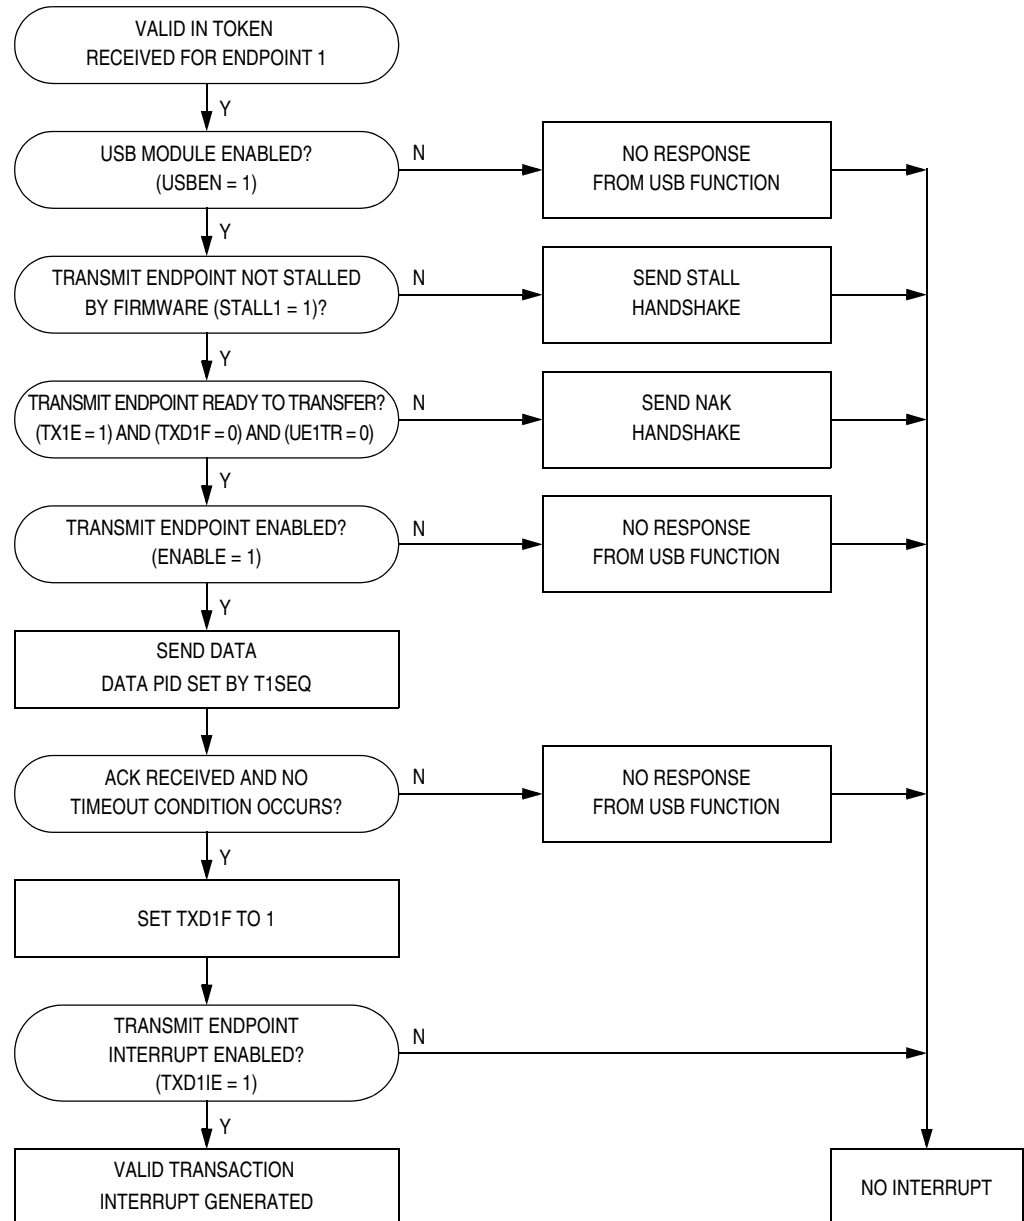 VALID IN TOKEN
RECEIVED FOR ENDPOINT 1
Y
USB MODULE ENABLED?
(USBEN = 1)
N
NO RESPONSE
FROM USB FUNCTION
Y
TRANSMIT ENDPOINT NOT STALLED
BY FIRMWARE (STALL1 = 1)?
N
SEND STALL
HANDSHAKE
Y
TRANSMIT ENDPOINT READY TO TRANSFER?
(TX1E = 1) AND (TXD1F = 0) AND (UE1TR = 0)
N
SEND NAK
HANDSHAKE
Y
TRANSMIT ENDPOINT ENABLED?
(ENABLE = 1)
N
NO RESPONSE
FROM USB FUNCTION
Y
SEND DATA
DATA PID SET BY T1SEQ
ACK RECEIVED AND NO
TIMEOUT CONDITION OCCURS?
N
NO RESPONSE
FROM USB FUNCTION
Y
SET TXD1F TO 1
TRANSMIT ENDPOINT
INTERRUPT ENABLED?
(TXD1IE = 1)
N
Y
VALID TRANSACTION
INTERRUPT GENERATED
NO INTERRUPT